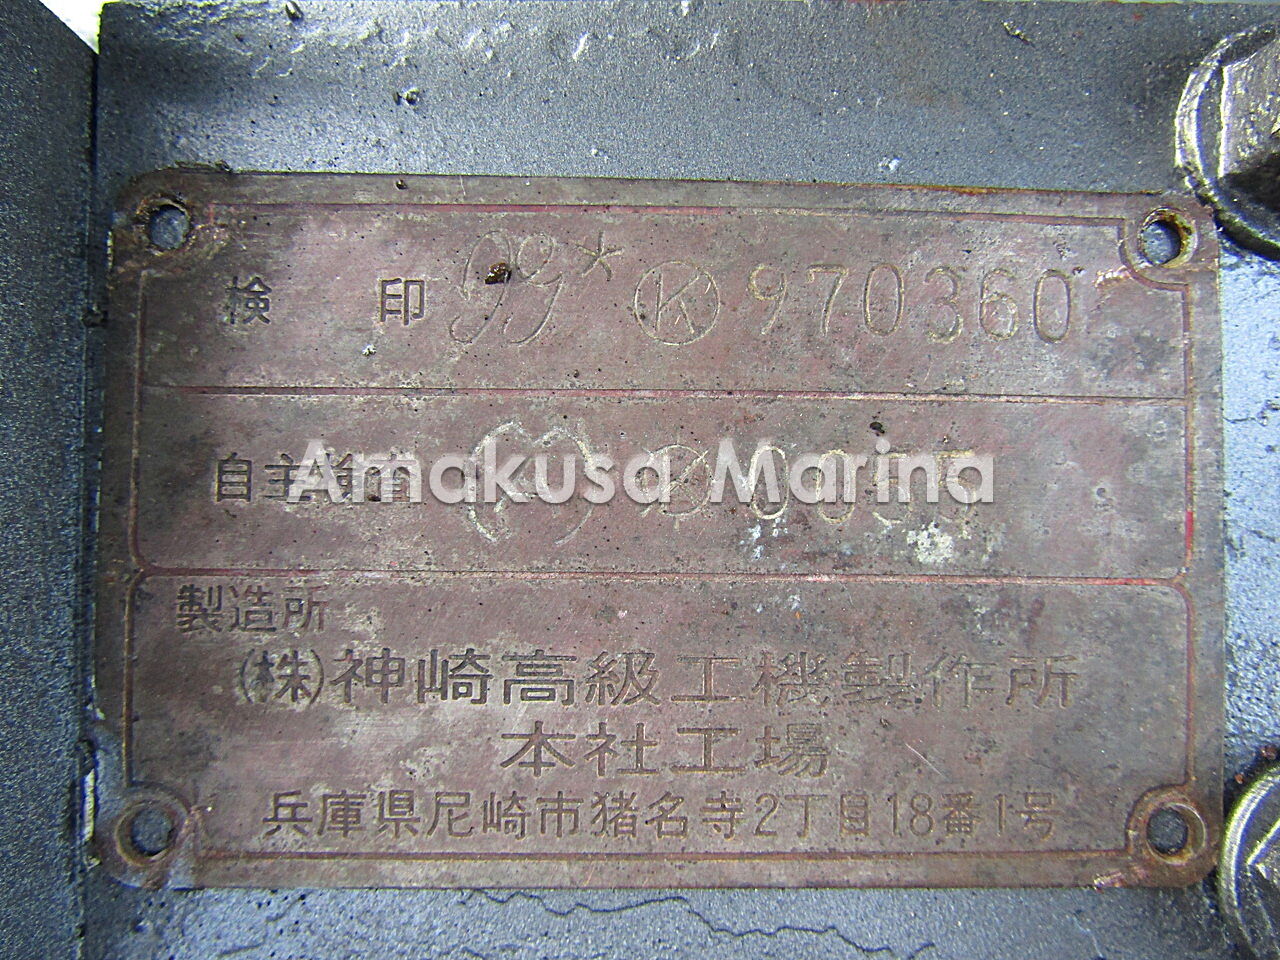 検印 99* Ⓚ 970360
自主検査 (K) Ⓚ 0055
Amakusa Marina
製造所
(株)神崎高級工機製作所
本社工場
兵庫県尼崎市猪名寺2丁目18番1号